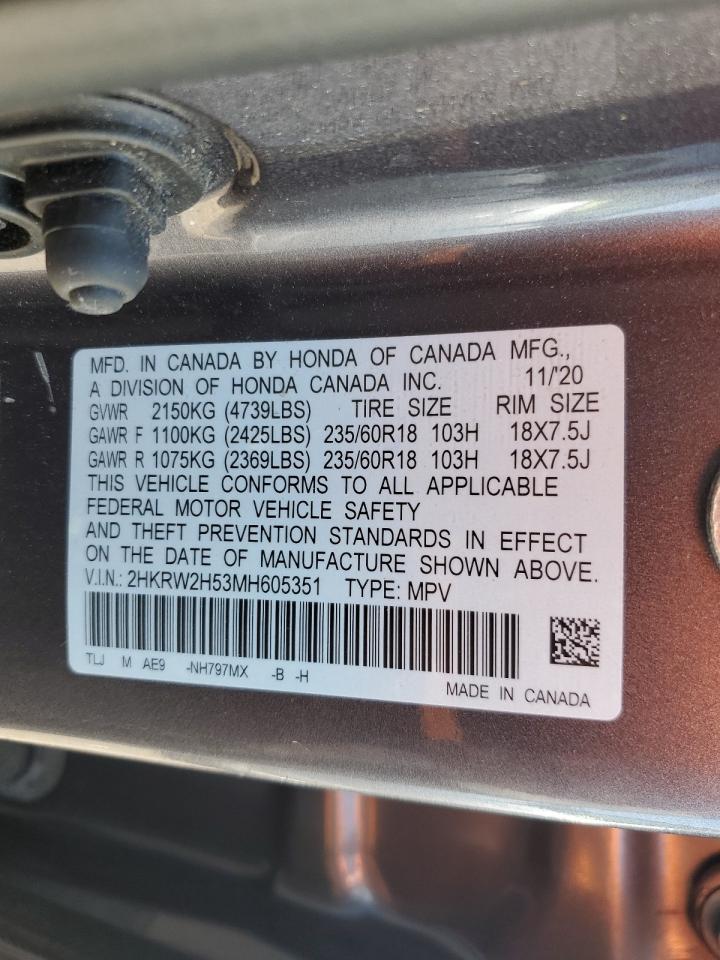 MFD. IN CANADA BY HONDA OF CANADA MFG.,
A DIVISION OF HONDA CANADA INC. 11/'20
GVWR 2150KG (4739LBS) TIRE SIZE RIM SIZE
GAWR F 1100KG (2425LBS) 235/60R18 103H 18X7.5J
GAWR R 1075KG (2369LBS) 235/60R18 103H 18X7.5J
THIS VEHICLE CONFORMS TO ALL APPLICABLE
FEDERAL MOTOR VEHICLE SAFETY
AND THEFT PREVENTION STANDARDS IN EFFECT
ON THE DATE OF MANUFACTURE SHOWN ABOVE.
V.I.N.: 2HKRW2H53MH605351 TYPE: MPV
TLJ M AE9 -NH797MX -B -H
MADE IN CANADA